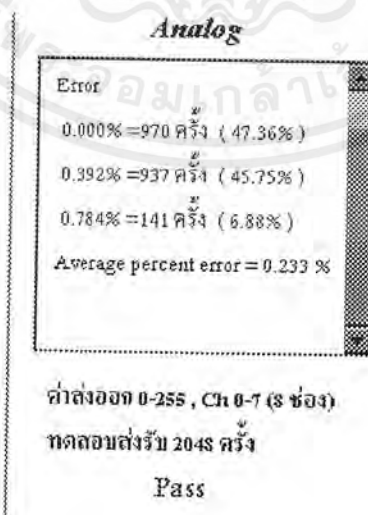 Analog
Error
0.000% =970 ครั้ง ( 47.36% )
0.392% =937 ครั้ง ( 45.75% )
0.784% =141 ครั้ง ( 6.88% )
Average percent error = 0.233 %
ค่าส่งออก 0-255 , Ch 0-7 (8 ช่อง)
ทดสอบส่งรับ 2048 ครั้ง
Pass